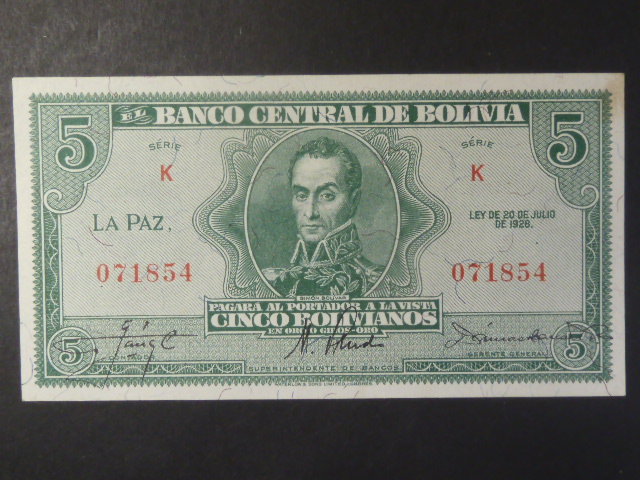 EL BANCO CENTRAL DE BOLIVIA
5 5
SÉRIE SÉRIE
K K
LA PAZ,
LEY DE 20 DE JULIO
DE 1928.
071854 071854
SIMÓN BOLÍVAR
PAGARÁ AL PORTADOR A LA VISTA
CINCO BOLIVIANOS
EN ORO O GIROS-ORO
5 5
GERENTE GENERAL
SUPERINTENDENTE DE BANCOS